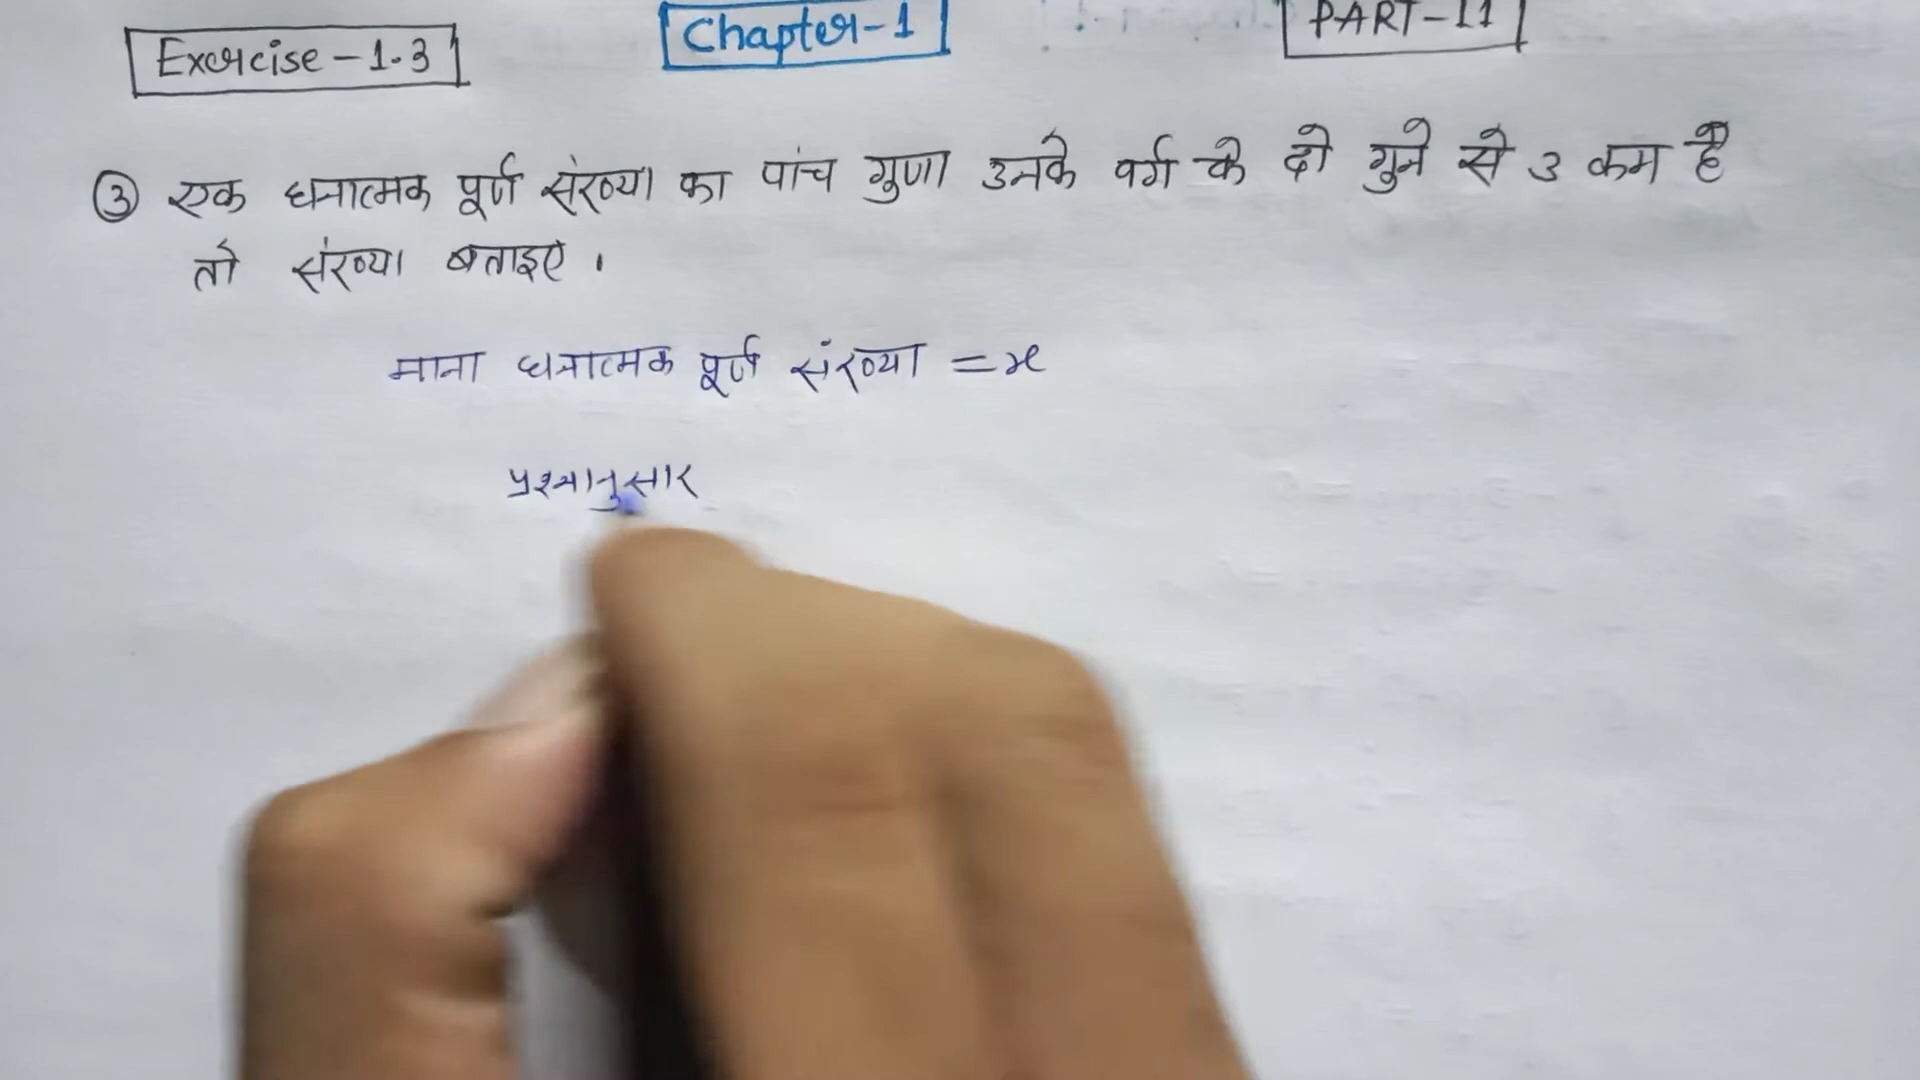 Exercise-1.3
Chapter-1
PART-11
③ एक धनात्मक पूर्ण संख्या का पांच गुणा उनके वर्ग के दो गुने से 3 कम है
तो संख्या बताइए ।
माना धनात्मक पूर्ण संख्या = x
प्रश्नानुसार